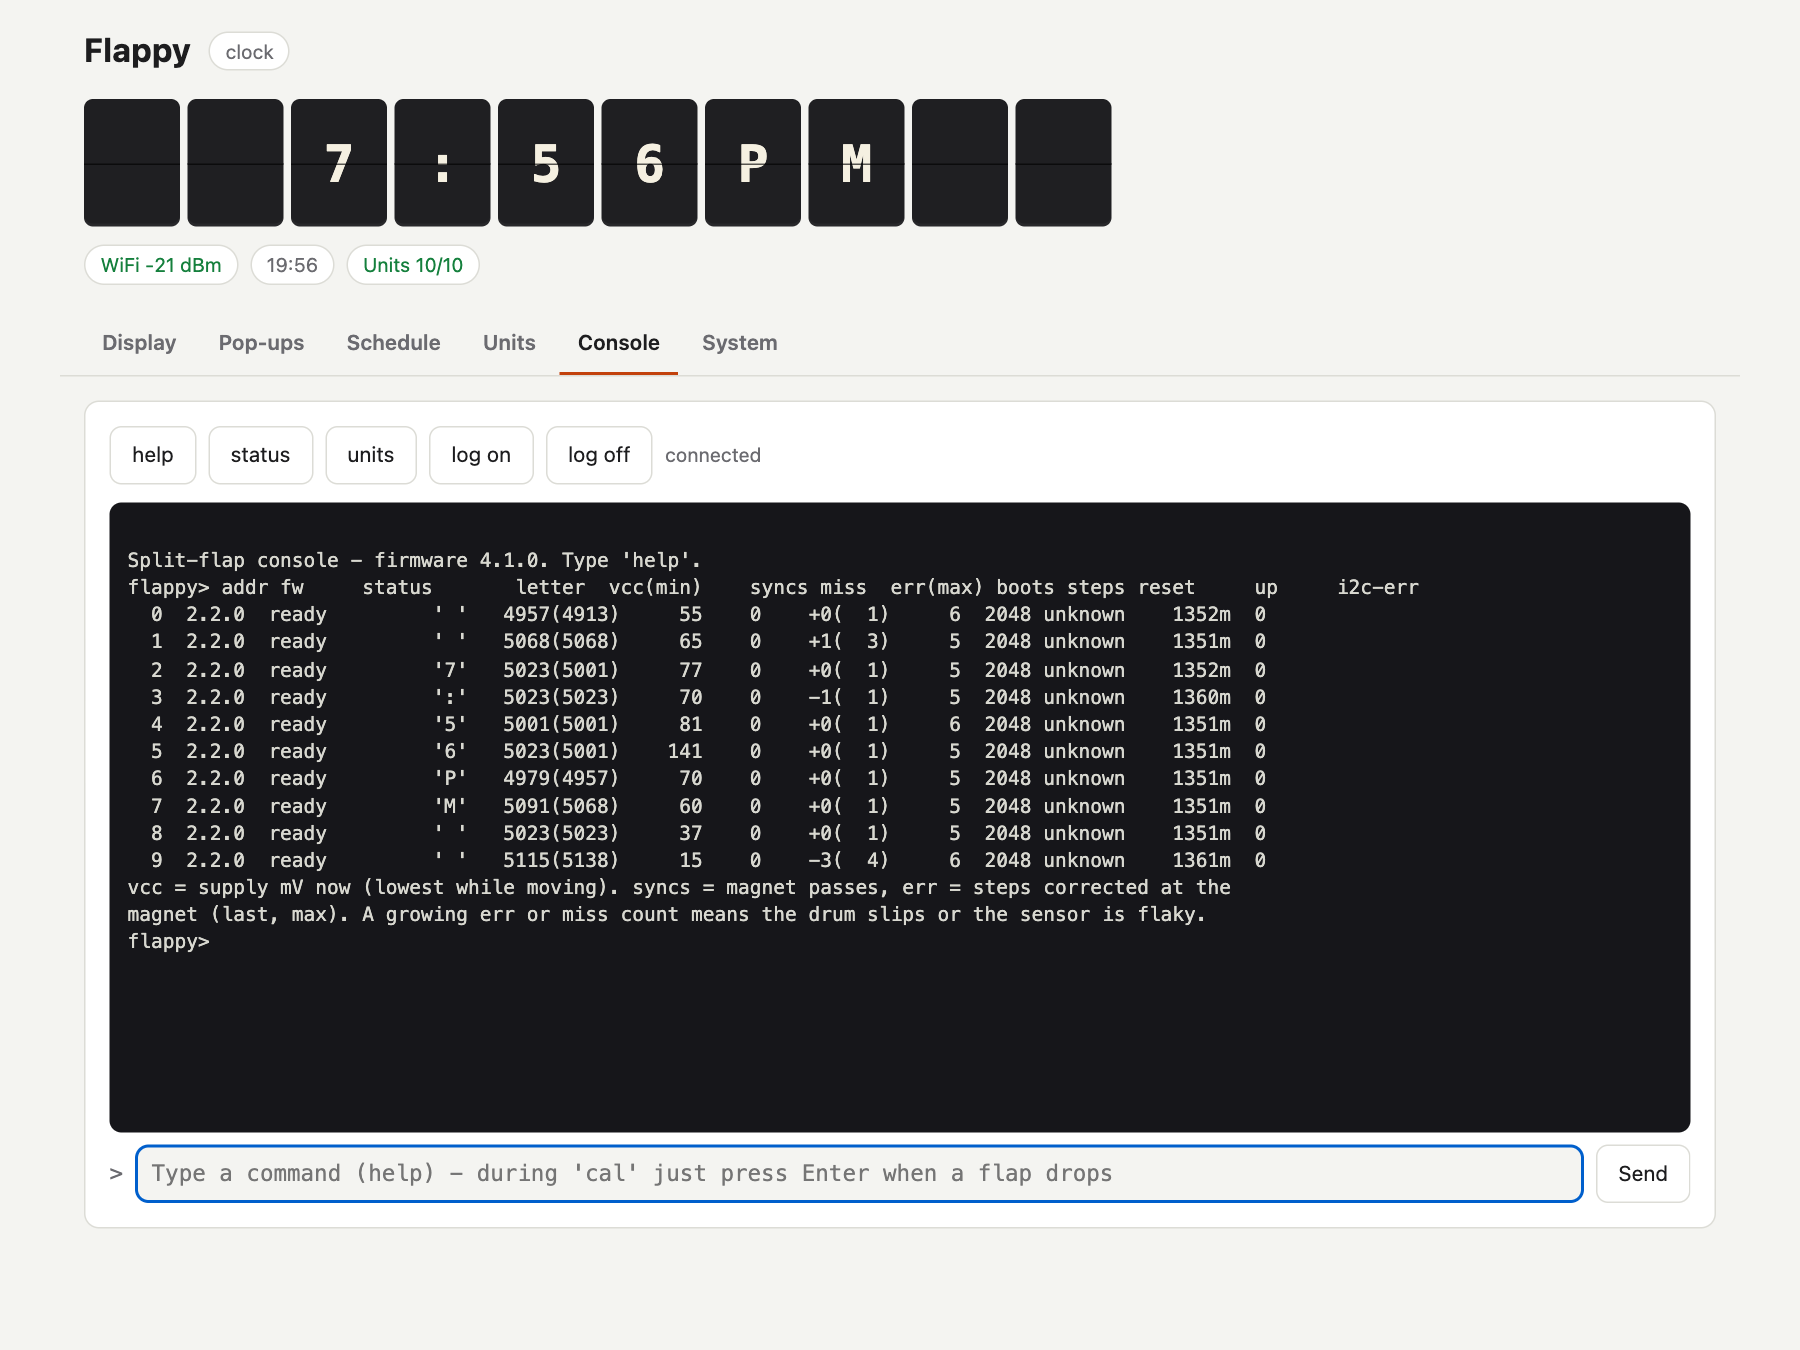 Flappy clock
7 : 5 6 P M
WiFi -21 dBm 19:56 Units 10/10
Display Pop-ups Schedule Units Console System
help status units log on log off connected
Split-flap console – firmware 4.1.0. Type 'help'.
flappy> addr fw     status       letter  vcc(min)    syncs miss  err(max) boots steps reset     up     i2c-err
  0  2.2.0  ready         ' '   4957(4913)     55    0    +0(  1)     6  2048 unknown    1352m  0
  1  2.2.0  ready         ' '   5068(5068)     65    0    +1(  3)     5  2048 unknown    1351m  0
  2  2.2.0  ready         '7'   5023(5001)     77    0    +0(  1)     5  2048 unknown    1352m  0
  3  2.2.0  ready         ':'   5023(5023)     70    0    -1(  1)     5  2048 unknown    1360m  0
  4  2.2.0  ready         '5'   5001(5001)     81    0    +0(  1)     6  2048 unknown    1351m  0
  5  2.2.0  ready         '6'   5023(5001)    141    0    +0(  1)     5  2048 unknown    1351m  0
  6  2.2.0  ready         'P'   4979(4957)     70    0    +0(  1)     5  2048 unknown    1351m  0
  7  2.2.0  ready         'M'   5091(5068)     60    0    +0(  1)     5  2048 unknown    1351m  0
  8  2.2.0  ready         ' '   5023(5023)     37    0    +0(  1)     5  2048 unknown    1351m  0
  9  2.2.0  ready         ' '   5115(5138)     15    0    -3(  4)     6  2048 unknown    1361m  0
vcc = supply mV now (lowest while moving). syncs = magnet passes, err = steps corrected at the
magnet (last, max). A growing err or miss count means the drum slips or the sensor is flaky.
flappy>
> Type a command (help) – during 'cal' just press Enter when a flap drops Send